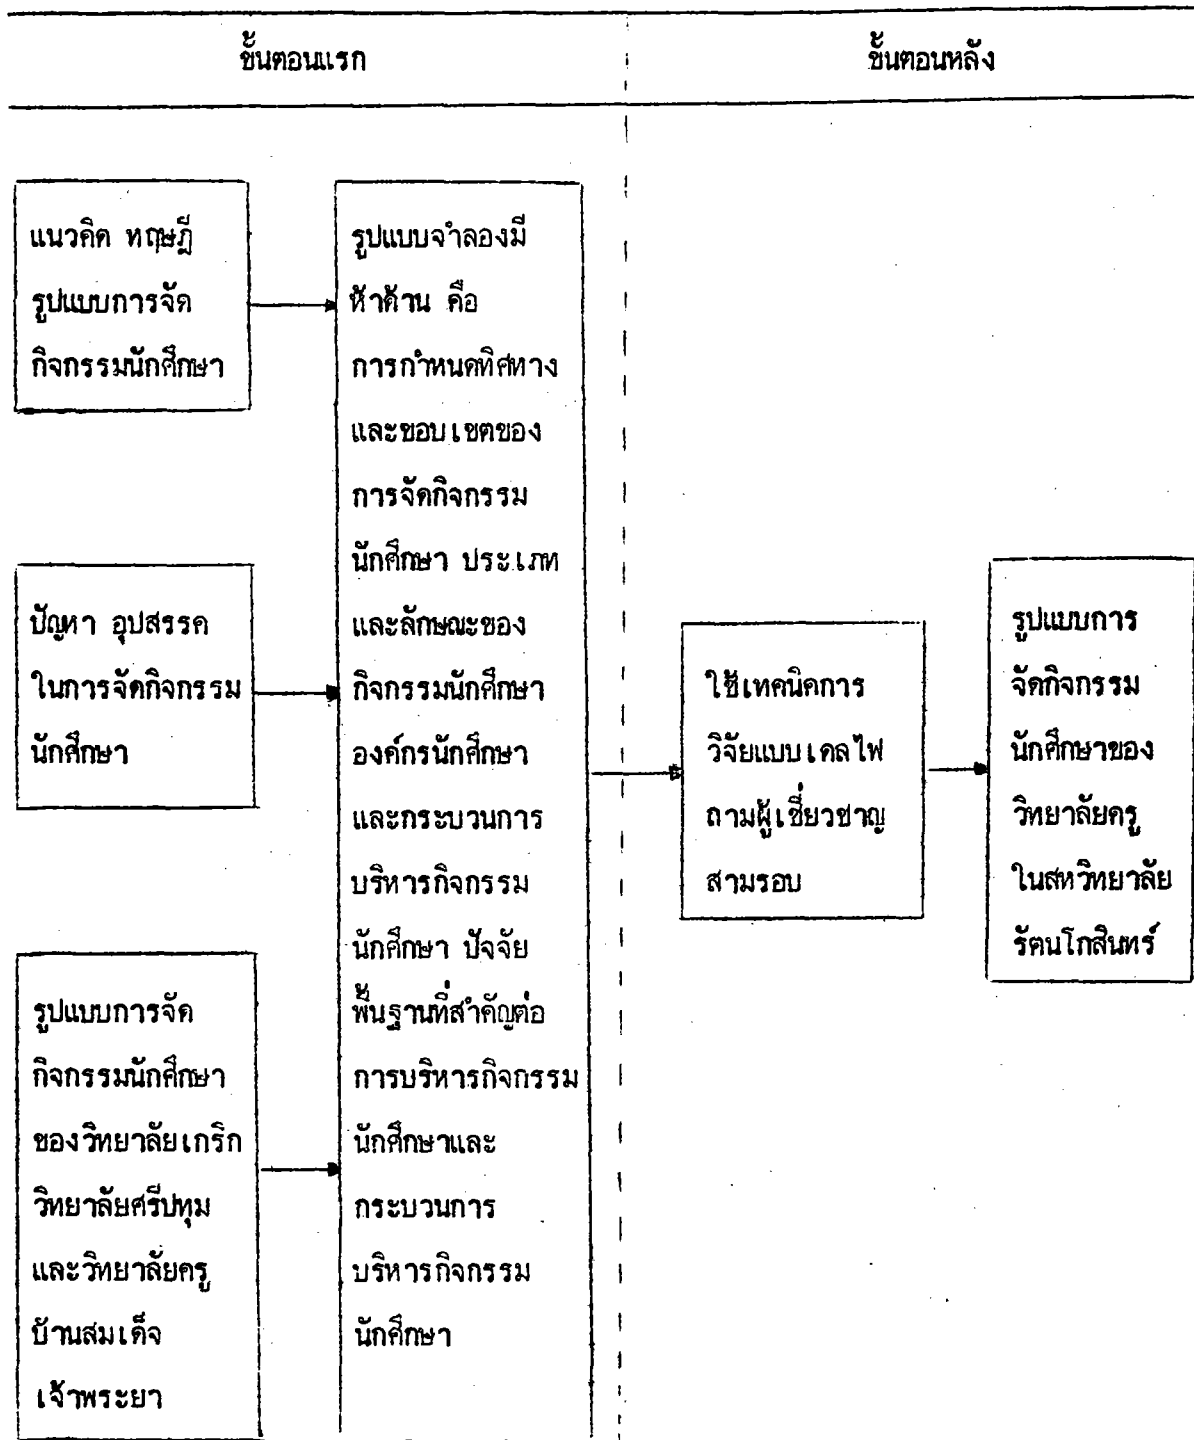 ขั้นตอนแรก
ขั้นตอนหลัง
แนวคิด ทฤษฎี
รูปแบบการจัด
กิจกรรมนักศึกษา
ปัญหา อุปสรรค
ในการจัดกิจกรรม
นักศึกษา
รูปแบบการจัด
กิจกรรมนักศึกษา
ของวิทยาลัยเกริก
วิทยาลัยศรีปทุม
และวิทยาลัยครู
บ้านสมเด็จ
เจ้าพระยา
รูปแบบจำลองมี
ห้าด้าน คือ
การกำหนดทิศทาง
และขอบเขตของ
การจัดกิจกรรม
นักศึกษา ประเภท
และลักษณะของ
กิจกรรมนักศึกษา
องค์กรนักศึกษา
และกระบวนการ
บริหารกิจกรรม
นักศึกษา ปัจจัย
พื้นฐานที่สำคัญต่อ
การบริหารกิจกรรม
นักศึกษาและ
กระบวนการ
บริหารกิจกรรม
นักศึกษา
ใช้เทคนิคการ
วิจัยแบบเดลไฟ
ถามผู้เชี่ยวชาญ
สามรอบ
รูปแบบการ
จัดกิจกรรม
นักศึกษาของ
วิทยาลัยครู
ในสหวิทยาลัย
รัตนโกสินทร์